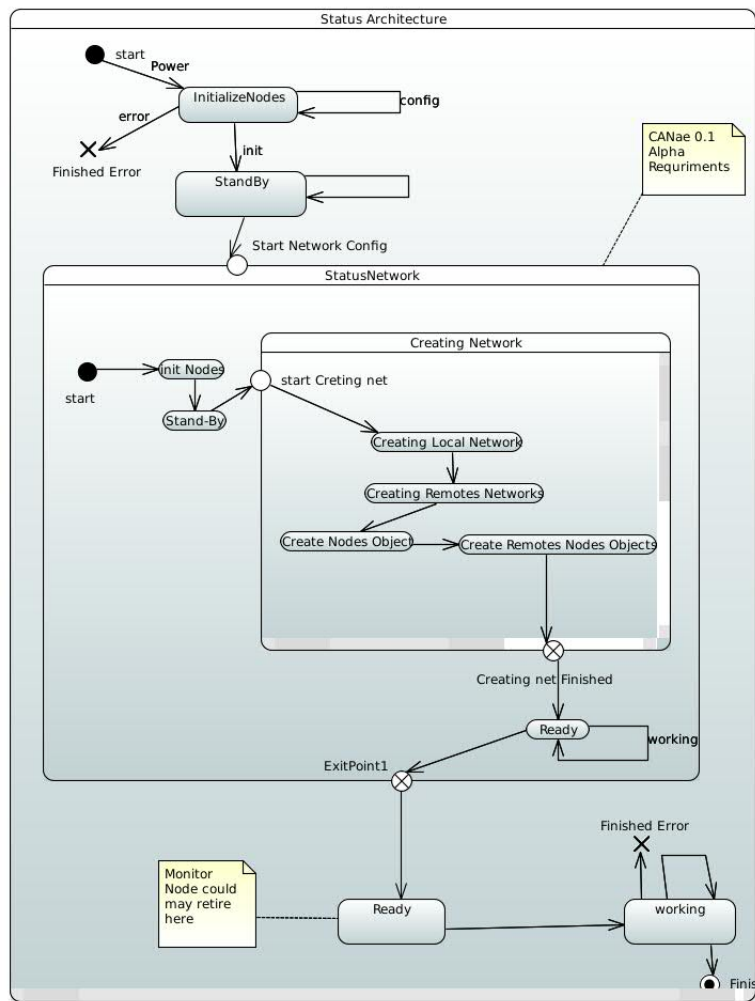 Status Architecture
start
Power
InitializeNodes
config
error
init
Finished Error
StandBy
CANae 0.1
Alpha
Requriments
Start Network Config
StatusNetwork
Creating Network
start
init Nodes
Stand-By
start Creting net
Creating Local Network
Creating Remotes Networks
Create Nodes Object
Create Remotes Nodes Objects
Creating net Finished
Ready
working
ExitPoint1
Finished Error
Monitor
Node could
may retire
here
Ready
working
Finis